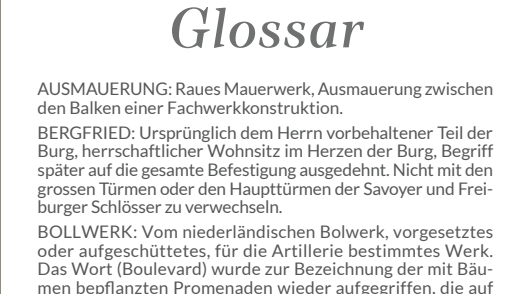 Glossar
AUSMAUERUNG: Raues Mauerwerk, Ausmauerung zwischen
den Balken einer Fachwerkkonstruktion.
BERGFRIED: Ursprünglich dem Herrn vorbehaltener Teil der
Burg, herrschaftlicher Wohnsitz im Herzen der Burg, Begriff
später auf die gesamte Befestigung ausgedehnt. Nicht mit den
grossen Türmen oder den Haupttürmen der Savoyer und Frei-
burger Schlösser zu verwechseln.
BOLLWERK: Vom niederländischen Bolwerk, vorgesetztes
oder aufgeschüttetes, für die Artillerie bestimmtes Werk.
Das Wort (Boulevard) wurde zur Bezeichnung der mit Bäu-
men bepflanzten Promenaden wieder aufgegriffen, die auf